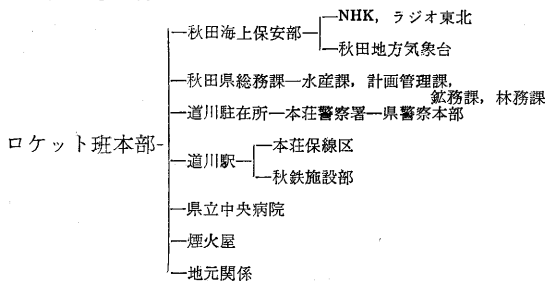 NHK，ラジオ東北
秋田海上保安部
秋田地方気象台
秋田県総務課—水産課，計画管理課，
鉱務課，林務課
道川駐在所—本荘警察署—県警察本部
ロケット班本部
本荘保線区
道川駅
秋鉄施設部
県立中央病院
煙火屋
地元関係